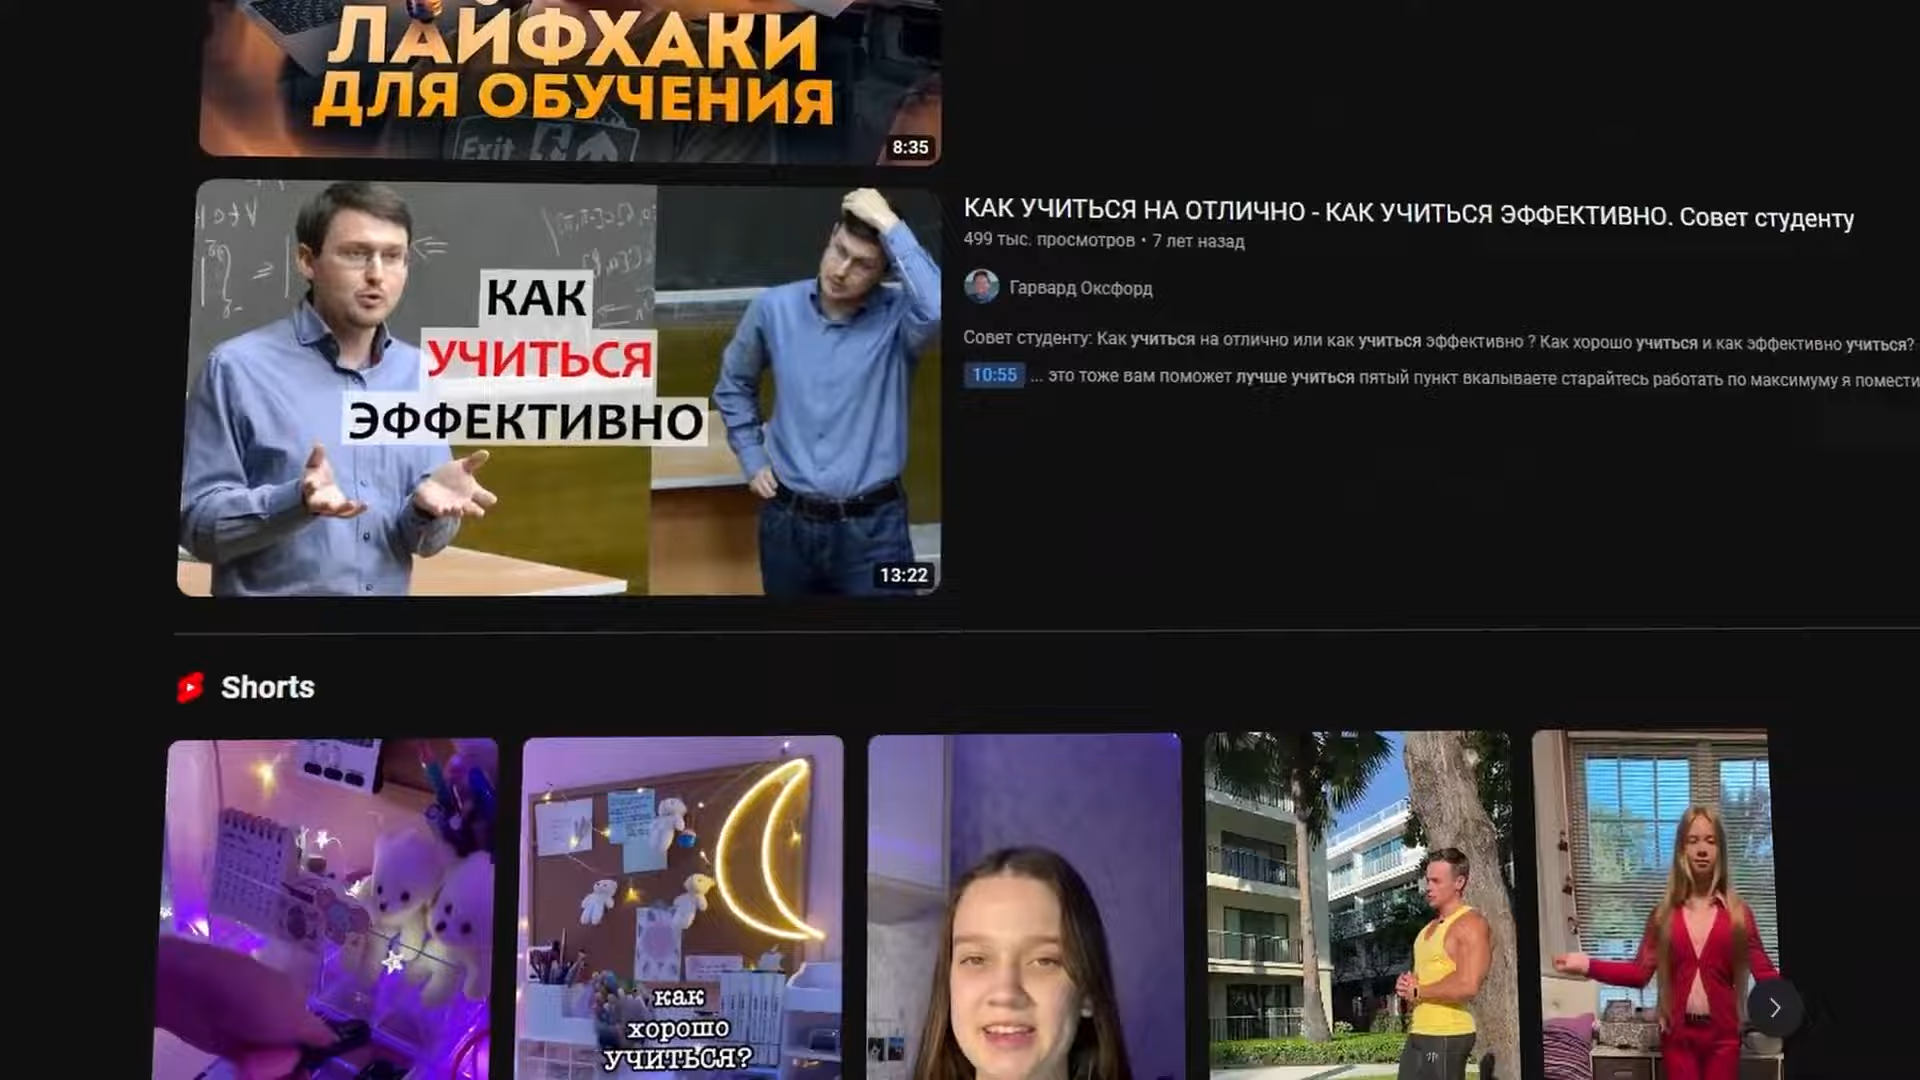 ЛАЙФХАКИ
ДЛЯ ОБУЧЕНИЯ
Exit
8:35
КАК
УЧИТЬСЯ
ЭФФЕКТИВНО
13:22
КАК УЧИТЬСЯ НА ОТЛИЧНО - КАК УЧИТЬСЯ ЭФФЕКТИВНО. Совет студенту
499 тыс. просмотров • 7 лет назад
Гарвард Оксфорд
Совет студенту: Как учиться на отлично или как учиться эффективно ? Как хорошо учиться и как эффективно учиться?
10:55 ... это тоже вам поможет лучше учиться пятый пункт вкалываете старайтесь работать по максимуму я помести
Shorts
как
хорошо
УЧИТЬСЯ?